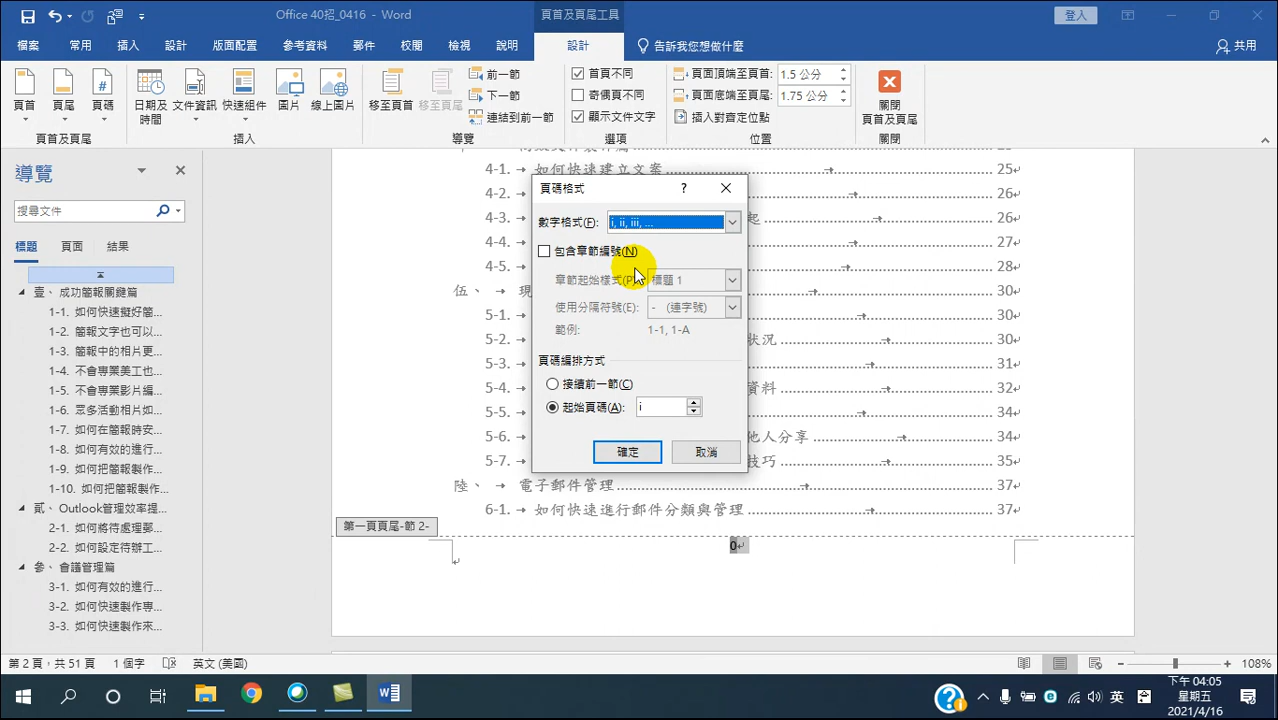 Office 40招_0416 - Word
頁首及頁尾工具
登入
檔案 常用 插入 設計 版面配置 參考資料 郵件 校閱 檢視 說明 設計 告訴我您想做什麼 共用
頁首 頁尾 頁碼 日期及時間 文件資訊 快速組件 圖片 線上圖片 移至頁首 移至頁尾
前一節
下一節
連結到前一節
首頁不同
奇偶頁不同
顯示文件文字
頁面頂端至頁首: 1.5 公分
頁面底端至頁尾: 1.75 公分
插入對齊定位點
關閉
頁首及頁尾
頁首及頁尾 插入 導覽 選項 位置 關閉
導覽
搜尋文件
標題 頁面 結果
壹、 成功簡報關鍵篇
1-1. 如何快速擬好簡...
1-2. 簡報文字也可以...
1-3. 簡報中的相片更...
1-4. 不會專業美工也...
1-5. 不會專業影片編...
1-6. 眾多活動相片如...
1-7. 如何在簡報時安...
1-8. 如何有效的進行...
1-9. 如何把簡報製作...
1-10. 如何把簡報製作...
貳、 Outlook管理效率提...
2-1. 如何將待處理郵...
2-2. 如何設定待辦工...
參、 會議管理篇
3-1. 如何有效的進行...
3-2. 如何快速製作專...
3-3. 如何快速製作來...
4-1. 如何快速建立文案 25
4-2. 27
4-3. 起 28
4-4.
4-5.
伍、 現 30
5-1. 30
5-2. 狀況 31
5-3. 31
5-4. 資料 32
5-5. 34
5-6. 他人分享 34
5-7. 技巧 35
陸、 電子郵件管理 37
6-1. 如何快速進行郵件分類與管理 37
第一頁頁尾-節 2-
0
頁碼格式 ?
數字格式(F): i, ii, iii, ...
包含章節編號(N)
章節起始樣式(P) 標題 1
使用分隔符號(E): - (連字號)
範例: 1-1, 1-A
頁碼編排方式
接續前一節(C)
起始頁碼(A): i
確定 取消
第 2 頁，共 51 頁 1 個字 英文 (美國) 108%
英
下午 04:05
星期五
2021/4/16